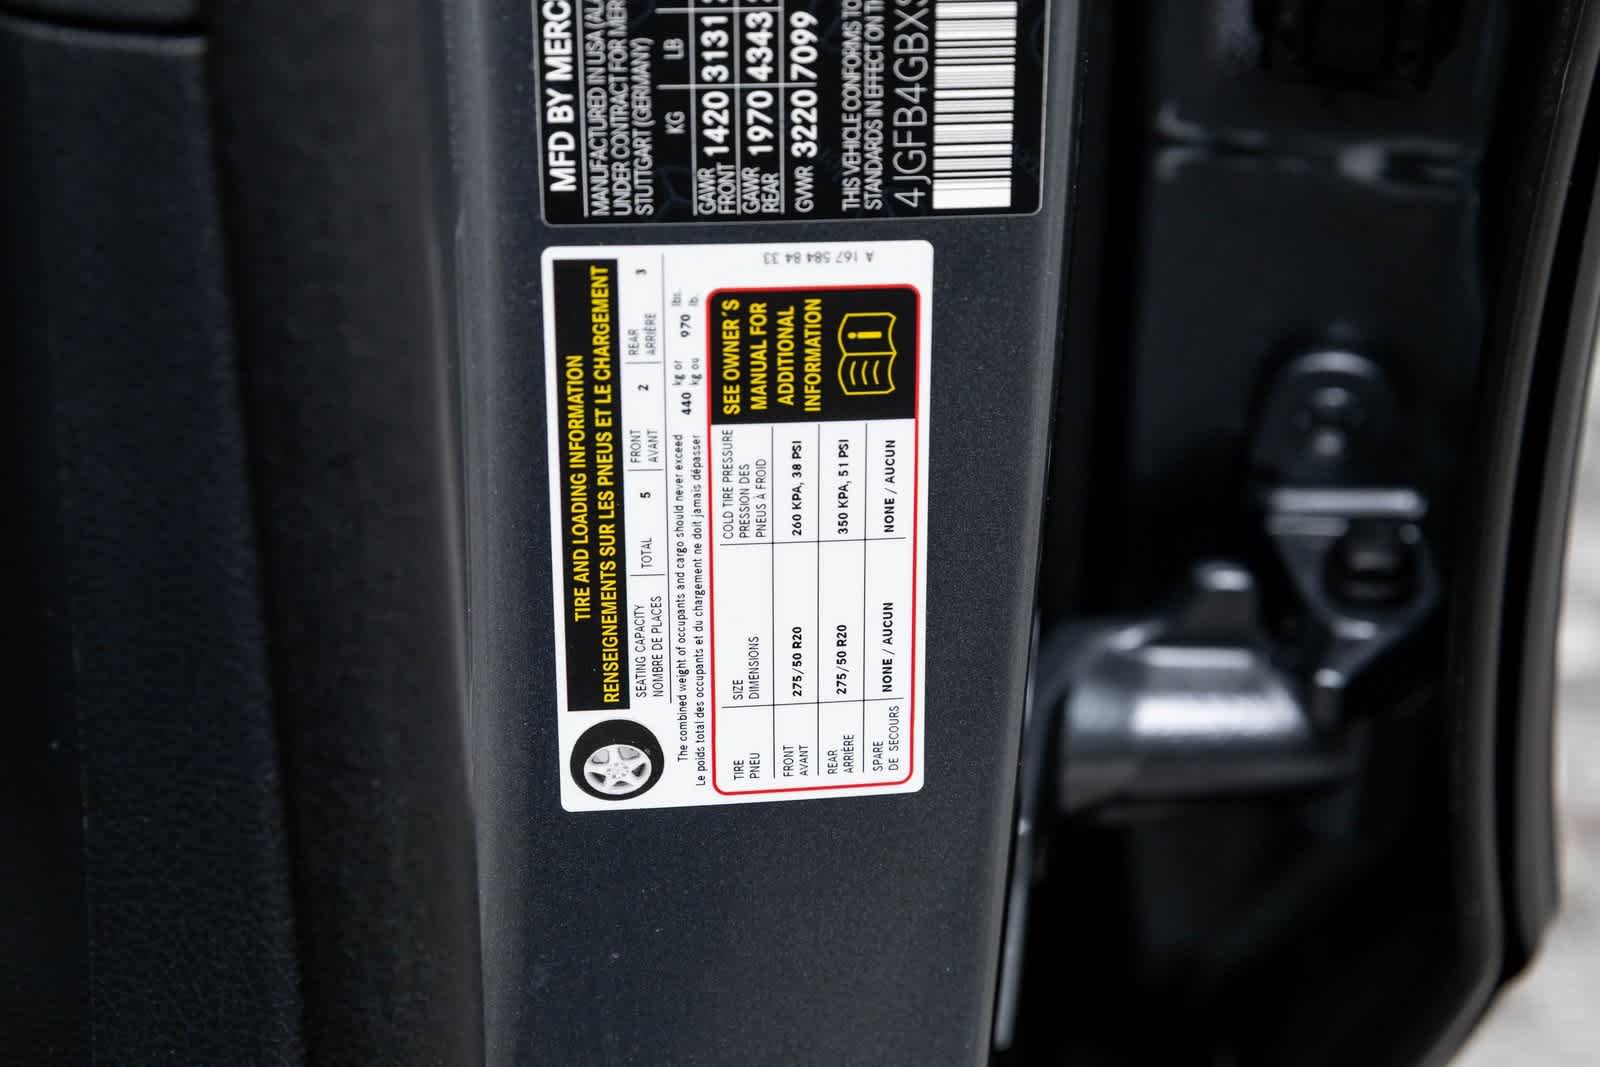 MFD BY MERC
MANUFACTURED IN USA
UNDER CONTRACT FOR MER
STUTTGART (GERMANY)
KG LB
GAWR FRONT 1420 3131
GAWR REAR 1970 4343
GVWR 3220 7099
THIS VEHICLE CONFORMS TO
STANDARDS IN EFFECT ON TH
4JGFB4GBX
A 167 584 84 33
TIRE AND LOADING INFORMATION
RENSEIGNEMENTS SUR LES PNEUS ET LE CHARGEMENT
SEATING CAPACITY
NOMBRE DE PLACES
TOTAL 5
FRONT
AVANT
2
REAR
ARRIÈRE
3
The combined weight of occupants and cargo should never exceed
Le poids total des occupants et du chargement ne doit jamais dépasser
440
kg or
kg ou
970
lbs.
lb.
TIRE
PNEU
SIZE
DIMENSIONS
COLD TIRE PRESSURE
PRESSION DES
PNEUS À FROID
FRONT
AVANT
275/50 R20
260 KPA, 38 PSI
REAR
ARRIÈRE
275/50 R20
350 KPA, 51 PSI
SPARE
DE SECOURS
NONE / AUCUN
NONE / AUCUN
SEE OWNER´S
MANUAL FOR
ADDITIONAL
INFORMATION